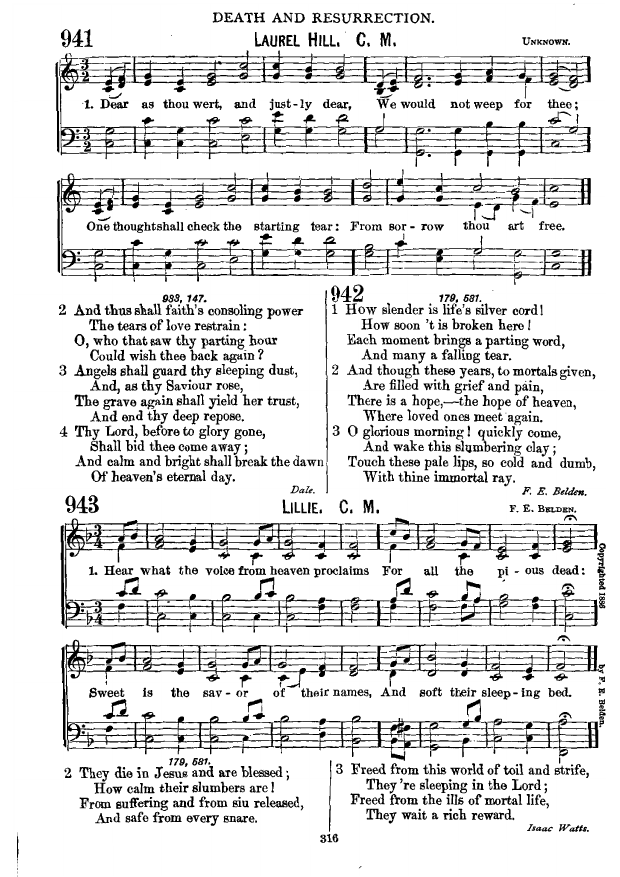 DEATH AND RESURRECTION.
941 LAUREL HILL. C. M. UNKNOWN.
1. Dear as thou wert, and just-ly dear, We would not weep for thee;
One thought shall check the starting tear: From sor-row thou art free.
983, 147.
2 And thus shall faith's consoling power
The tears of love restrain:
O, who that saw thy parting hour
Could wish thee back again?
3 Angels shall guard thy sleeping dust,
And, as thy Saviour rose,
The grave again shall yield her trust,
And end thy deep repose.
4 Thy Lord, before to glory gone,
Shall bid thee come away;
And calm and bright shall break the dawn
Of heaven's eternal day.
Dale.
942 179, 581.
1 How slender is life's silver cord!
How soon 't is broken here!
Each moment brings a parting word,
And many a falling tear.
2 And though these years, to mortals given,
Are filled with grief and pain,
There is a hope,—the hope of heaven,
Where loved ones meet again.
3 O glorious morning! quickly come,
And wake this slumbering clay;
Touch these pale lips, so cold and dumb,
With thine immortal ray.
F. E. Belden.
943 LILLIE. C. M. F. E. BELDEN.
1. Hear what the voice from heaven proclaims For all the pi-ous dead:
Sweet is the sav-or of their names, And soft their sleep-ing bed.
Copyrighted 1886 by F. E. Belden.
179, 581.
2 They die in Jesus and are blessed;
How calm their slumbers are!
From suffering and from siu released,
And safe from every snare.
3 Freed from this world of toil and strife,
They 're sleeping in the Lord;
Freed from the ills of mortal life,
They wait a rich reward.
Isaac Watts.
316